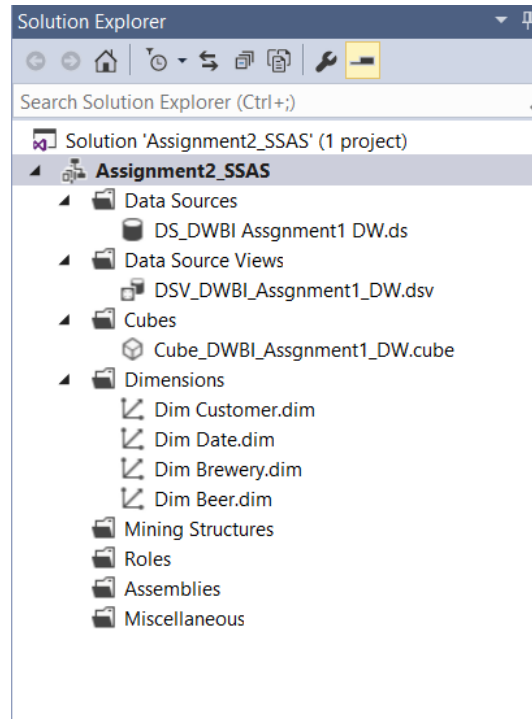 Solution Explorer
Search Solution Explorer (Ctrl+;)
Solution 'Assignment2_SSAS' (1 project)
Assignment2_SSAS
Data Sources
DS_DWBI Assgnment1 DW.ds
Data Source Views
DSV_DWBI_Assgnment1_DW.dsv
Cubes
Cube_DWBI_Assgnment1_DW.cube
Dimensions
Dim Customer.dim
Dim Date.dim
Dim Brewery.dim
Dim Beer.dim
Mining Structures
Roles
Assemblies
Miscellaneous